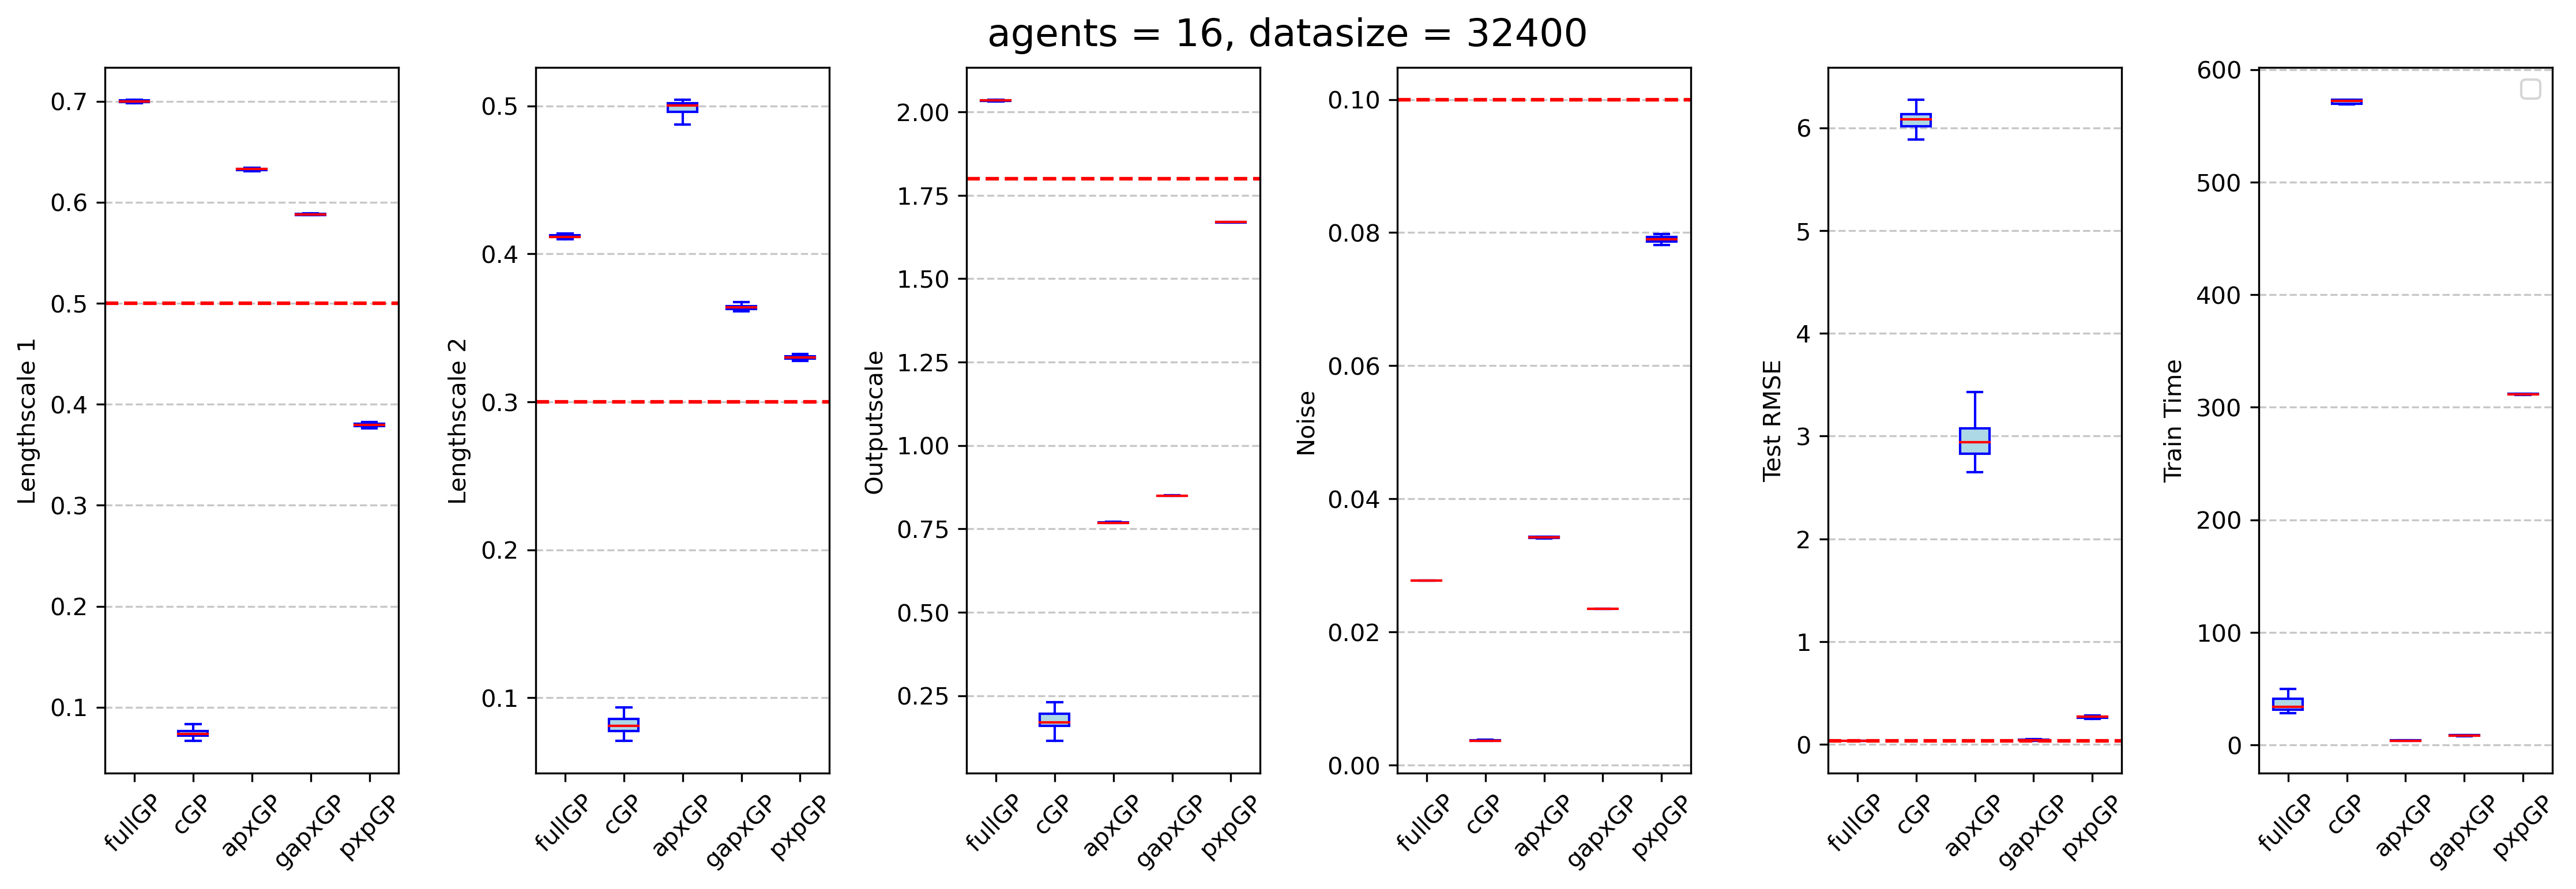 agents = 16, datasize = 32400
Lengthscale 1
0.7
0.6
0.5
0.4
0.3
0.2
0.1
fullGP
cGP
apxGP
gapxGP
pxpGP
Lengthscale 2
0.5
0.4
0.3
0.2
0.1
fullGP
cGP
apxGP
gapxGP
pxpGP
Outputscale
2.00
1.75
1.50
1.25
1.00
0.75
0.50
0.25
fullGP
cGP
apxGP
gapxGP
pxpGP
Noise
0.10
0.08
0.06
0.04
0.02
0.00
fullGP
cGP
apxGP
gapxGP
pxpGP
Test RMSE
6
5
4
3
2
1
0
fullGP
cGP
apxGP
gapxGP
pxpGP
Train Time
600
500
400
300
200
100
0
fullGP
cGP
apxGP
gapxGP
pxpGP